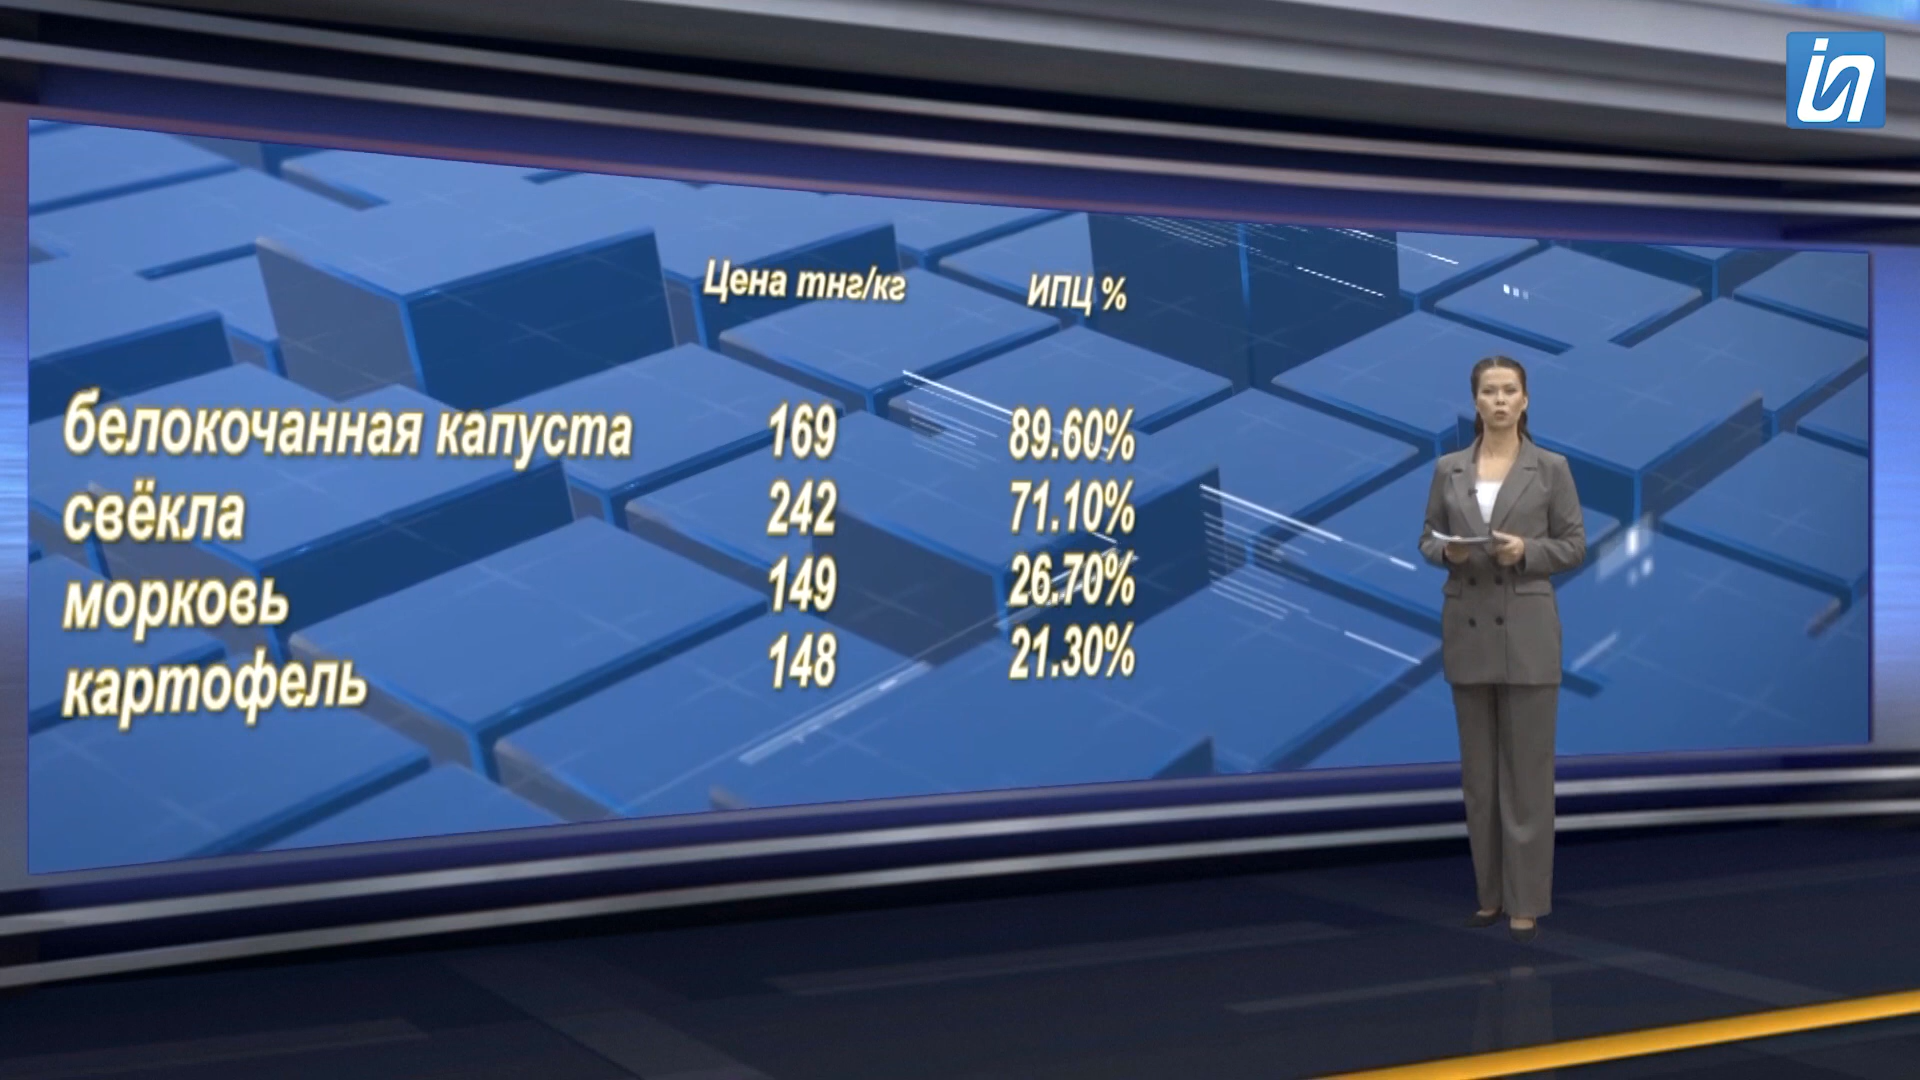 in
Цена тнг/кг ИПЦ %
белокочанная капуста 169 89.60%
свёкла 242 71.10%
морковь 149 26.70%
картофель 148 21.30%